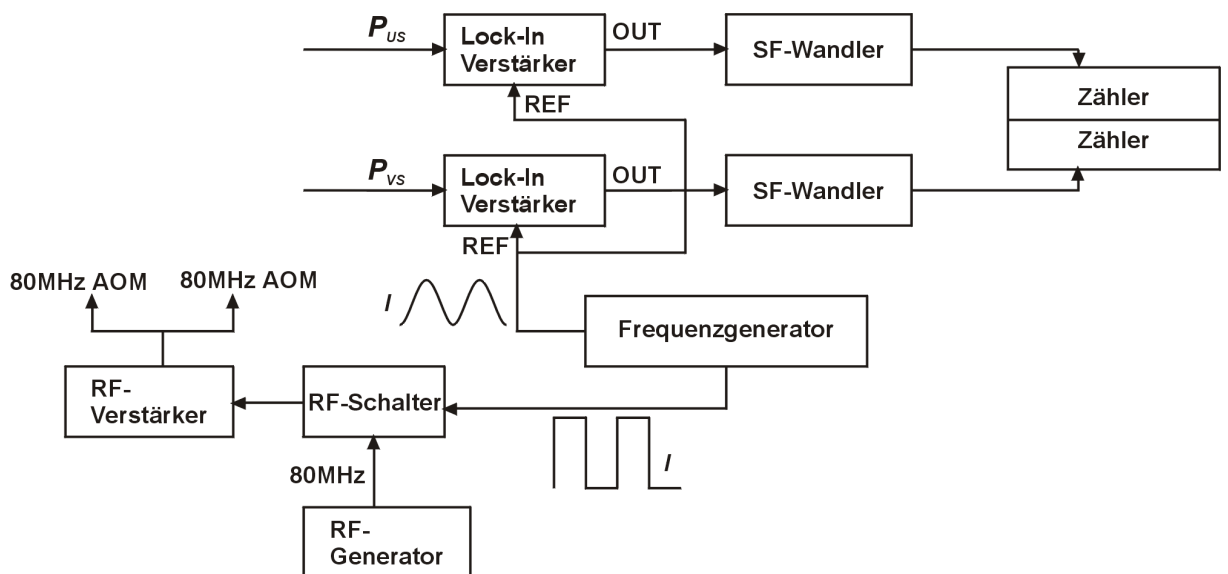 P_US
Lock-In
Verstärker
OUT
SF-Wandler
Zähler
Zähler
REF
P_VS
Lock-In
Verstärker
OUT
SF-Wandler
REF
80MHz AOM
80MHz AOM
I
Frequenzgenerator
RF-
Verstärker
RF-Schalter
80MHz
I
RF-
Generator